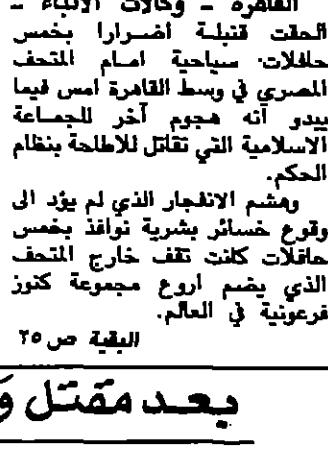 القاهرة - وكالات الانباء -
الحقت قنبلة اضرارا بخمس
حافلات سياحية امام المتحف
المصري في وسط القاهرة امس فيما
يبدو انه هجوم آخر للجماعة
الاسلامية التي تقاتل للاطاحة بنظام
الحكم.
وهشم الانفجار الذي لم يؤد الى
وقوع خسائر بشرية نوافذ بخمس
حافلات كانت تقف خارج المتحف
الذي يضم اروع مجموعة كنوز
فرعونية في العالم.
البقية ص ٢٥
بعد مقتل